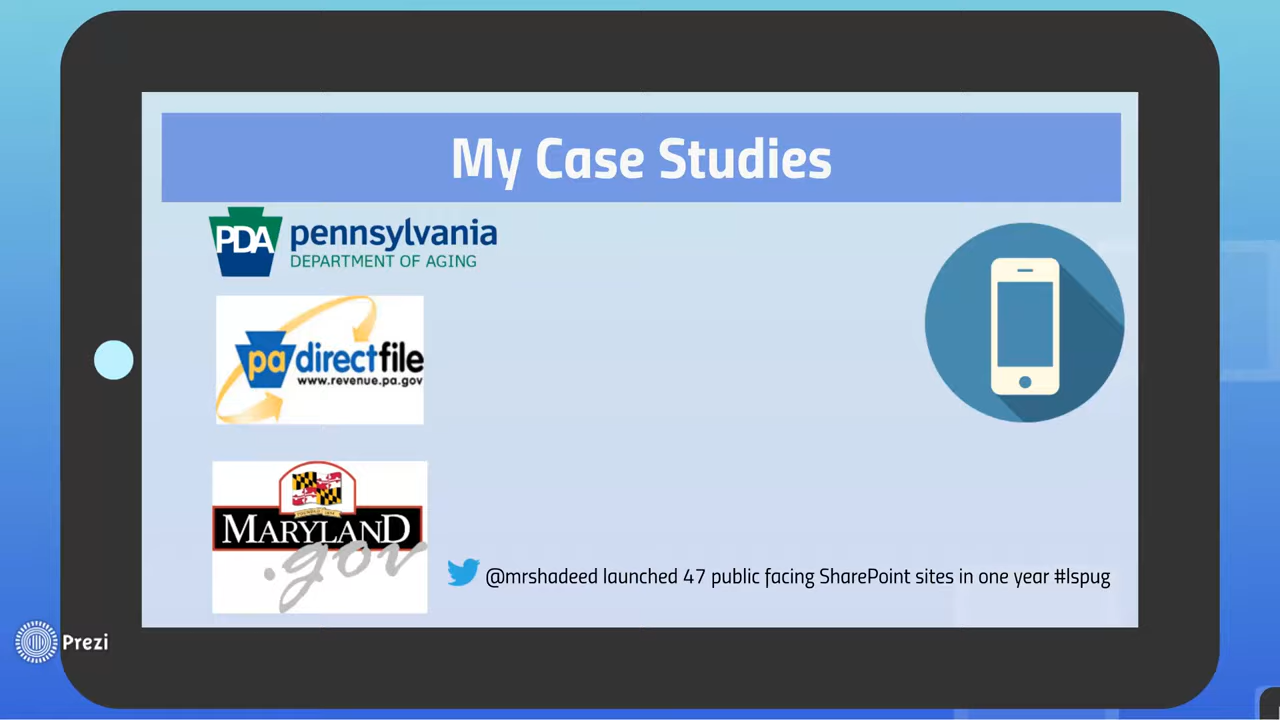 My Case Studies
PDA pennsylvania
DEPARTMENT OF AGING
pa directfile
www.revenue.pa.gov
MARYLAND
.gov
@mrshadeed launched 47 public facing SharePoint sites in one year #lspug
Prezi